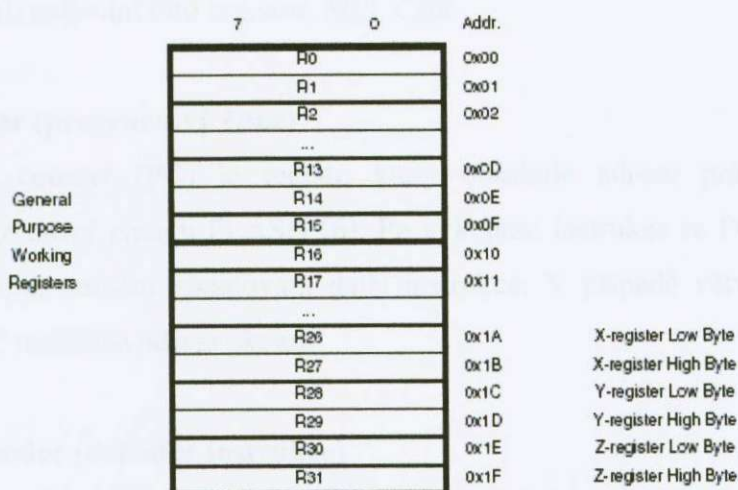 7 0 Addr.
R0 0x00
R1 0x01
R2 0x02
...
R13 0x0D
General R14 0x0E
Purpose R15 0x0F
Working R16 0x10
Registers R17 0x11
...
R26 0x1A X-register Low Byte
R27 0x1B X-register High Byte
R28 0x1C Y-register Low Byte
R29 0x1D Y-register High Byte
R30 0x1E Z-register Low Byte
R31 0x1F Z-register High Byte